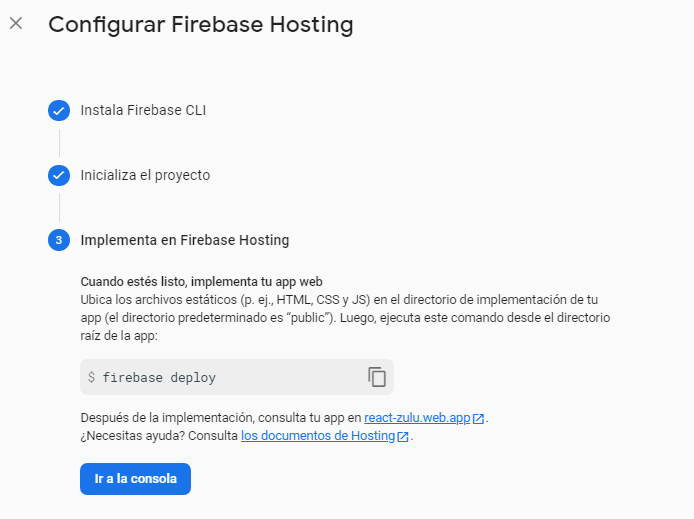 Configurar Firebase Hosting
Instala Firebase CLI
Inicializa el proyecto
3 Implementa en Firebase Hosting
Cuando estés listo, implementa tu app web
Ubica los archivos estáticos (p. ej., HTML, CSS y JS) en el directorio de implementación de tu
app (el directorio predeterminado es “public”). Luego, ejecuta este comando desde el directorio
raíz de la app:
$ firebase deploy
Después de la implementación, consulta tu app en react-zulu.web.app.
¿Necesitas ayuda? Consulta los documentos de Hosting.
Ir a la consola